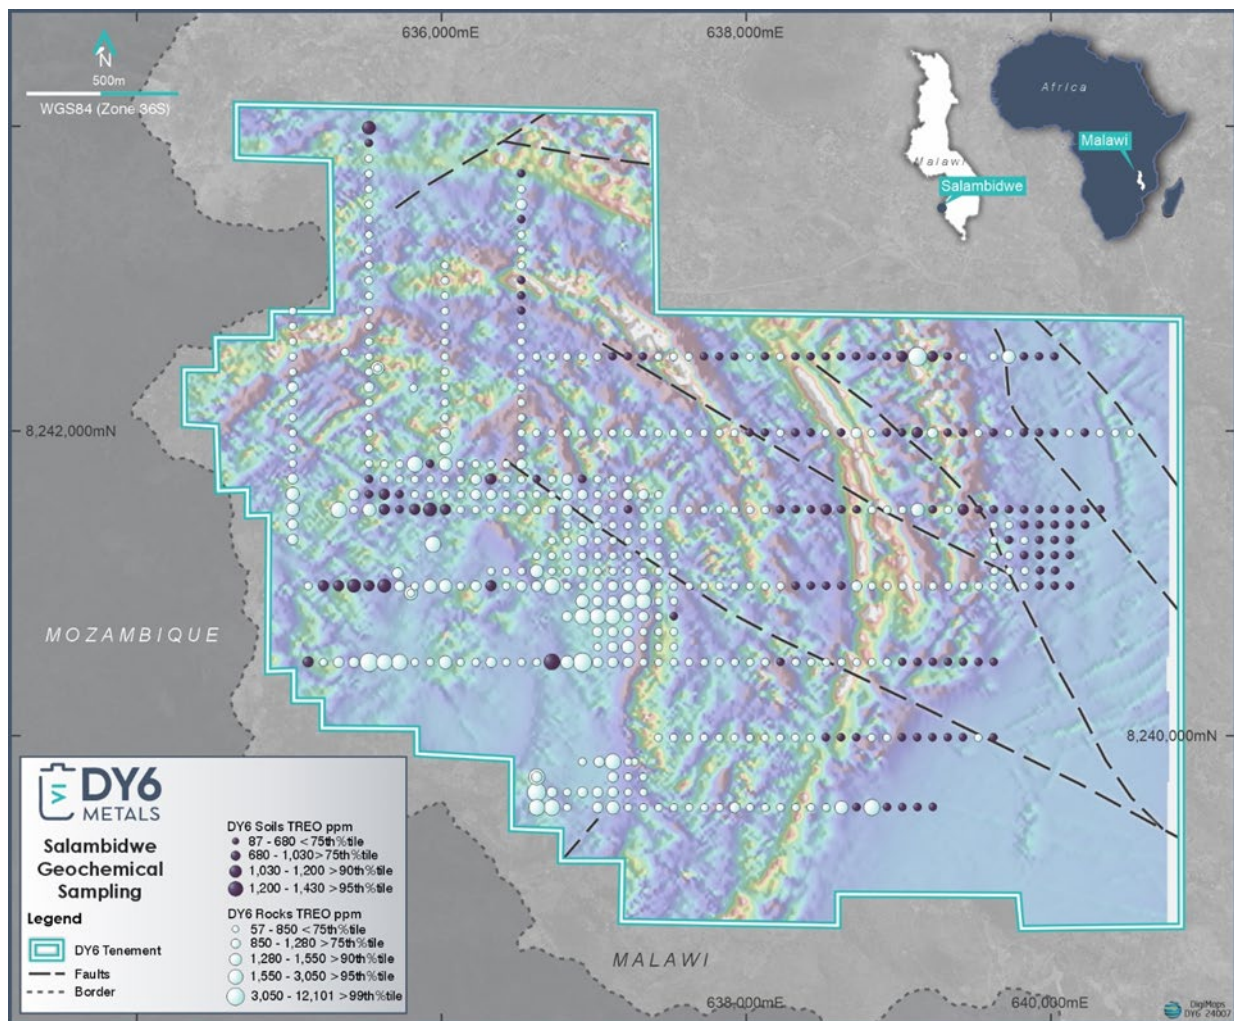 636,000mE
638,000mE
N
500m
WGS84 (Zone 36S)
Africa
Malawi
Malawi
Salambidwe
8,242,000mN
MOZAMBIQUE
8,240,000mN
DY6
METALS
Salambidwe
Geochemical
Sampling
Legend
DY6 Tenement
Faults
Border
DY6 Soils TREO ppm
87 - 680 <75th%tile
680 - 1,030>75th%tile
1,030 - 1,200 >90th%tile
1,200 - 1,430 >95th%tile
DY6 Rocks TREO ppm
57 - 850 <75th%tile
850 - 1,280 >75th%tile
1,280 - 1,550 >90th%tile
1,550 - 3,050 >95th%tile
3,050 - 12,101 >99th%tile
MALAWI
638,000mE
640,000mE
DigiMaps
DY6 24007